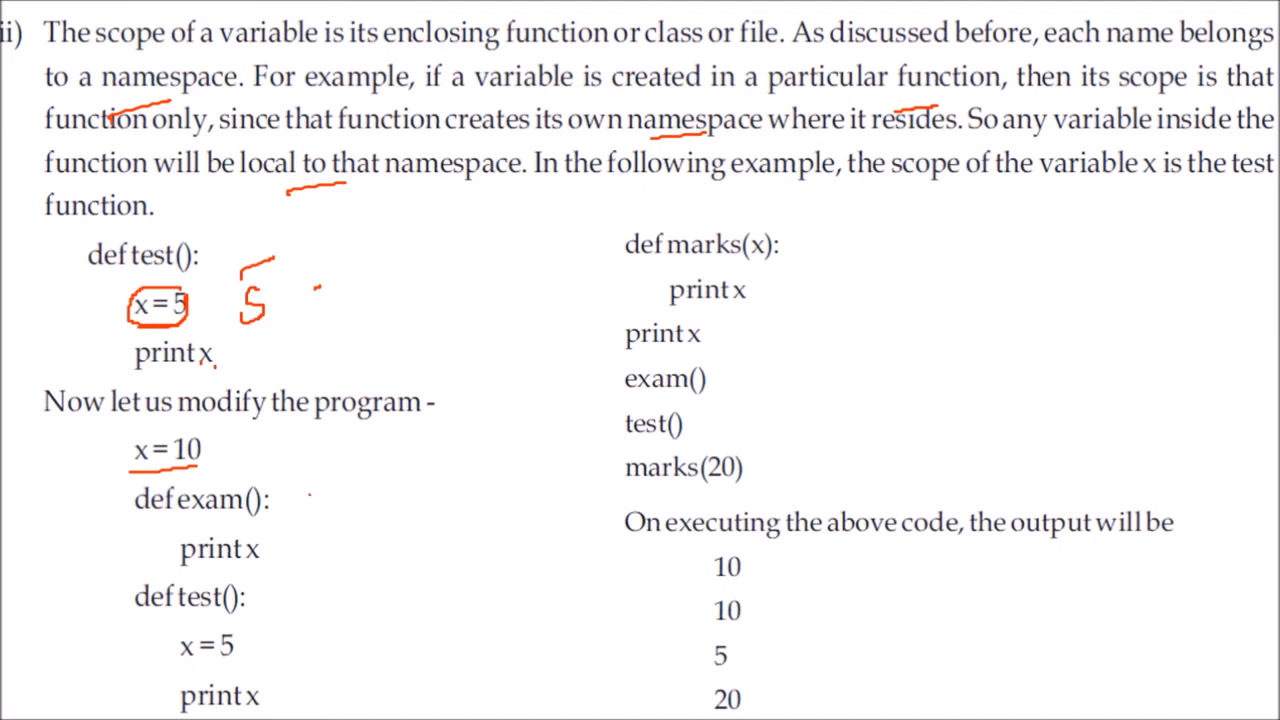 ii) The scope of a variable is its enclosing function or class or file. As discussed before, each name belongs
to a namespace. For example, if a variable is created in a particular function, then its scope is that
function only, since that function creates its own namespace where it resides. So any variable inside the
function will be local to that namespace. In the following example, the scope of the variable x is the test
function.
def test():
x = 5
5
print x
Now let us modify the program -
x = 10
def exam():
print x
def test():
x = 5
print x
def marks(x):
print x
print x
exam()
test()
marks(20)
On executing the above code, the output will be
10
10
5
20